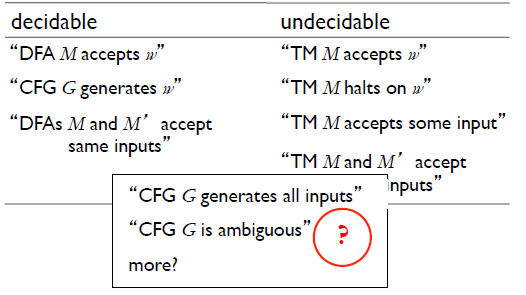 decidable
“DFA M accepts w”
“CFG G generates w”
“DFAs M and M′ accept
same inputs”
undecidable
“TM M accepts w”
“TM M halts on w”
“TM M accepts some input”
“TM M and M′ accept
inputs”
“CFG G generates all inputs”
“CFG G is ambiguous”
more?
?